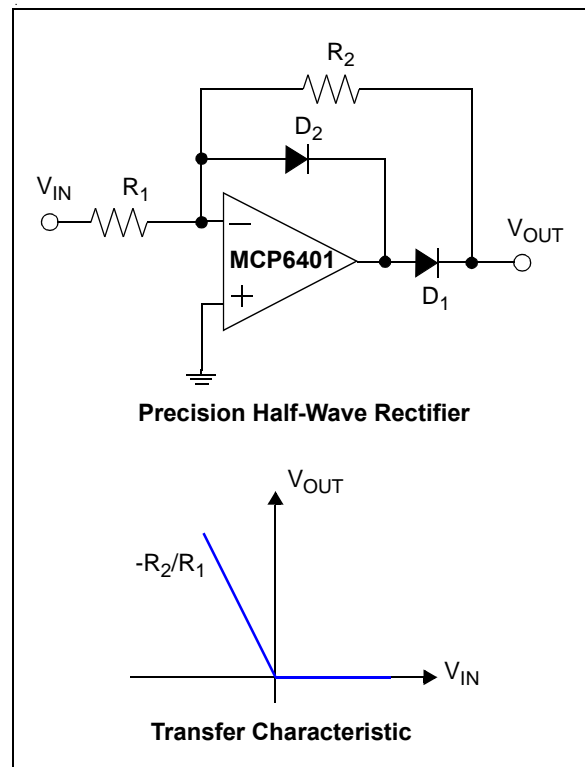 R2
D2
VIN
R1
VOUT
−
MCP6401
+
D1
Precision Half-Wave Rectifier
VOUT
-R2/R1
VIN
Transfer Characteristic